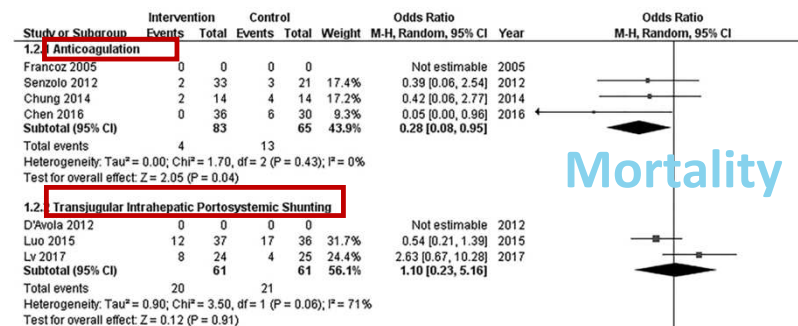 Intervention Control Odds Ratio Odds Ratio
Study or Subgroup Events Total Events Total Weight M-H, Random, 95% CI Year M-H, Random, 95% CI
1.2.1 Anticoagulation
Francoz 2005 0 0 0 0 Not estimable 2005
Senzolo 2012 2 33 3 21 17.4% 0.39 [0.06, 2.54] 2012
Chung 2014 2 14 4 14 17.2% 0.42 [0.06, 2.77] 2014
Chen 2016 0 36 6 30 9.3% 0.05 [0.00, 0.96] 2016
Subtotal (95% CI) 83 65 43.9% 0.28 [0.08, 0.95]
Total events 4 13
Heterogeneity: Tau² = 0.00; Chi² = 1.70, df = 2 (P = 0.43); I² = 0%
Test for overall effect: Z = 2.05 (P = 0.04)
Mortality
1.2.2 Transjugular Intrahepatic Portosystemic Shunting
D'Avola 2012 0 0 0 0 Not estimable 2012
Luo 2015 12 37 17 36 31.7% 0.54 [0.21, 1.39] 2015
Lv 2017 8 24 4 25 24.4% 2.63 [0.67, 10.28] 2017
Subtotal (95% CI) 61 61 56.1% 1.10 [0.23, 5.16]
Total events 20 21
Heterogeneity: Tau² = 0.90; Chi² = 3.50, df = 1 (P = 0.06); I² = 71%
Test for overall effect: Z = 0.12 (P = 0.91)